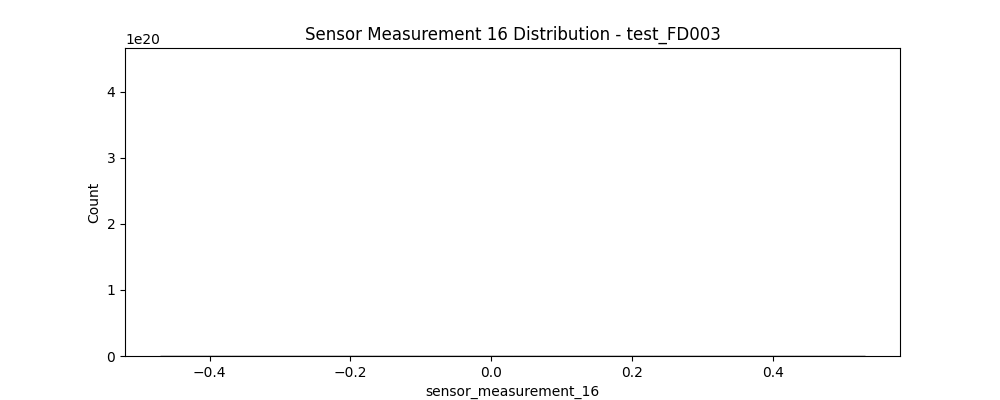 Sensor Measurement 16 Distribution - test_FD003
1e20
4
3
2
1
0
Count
−0.4 −0.2 0.0 0.2 0.4
sensor_measurement_16